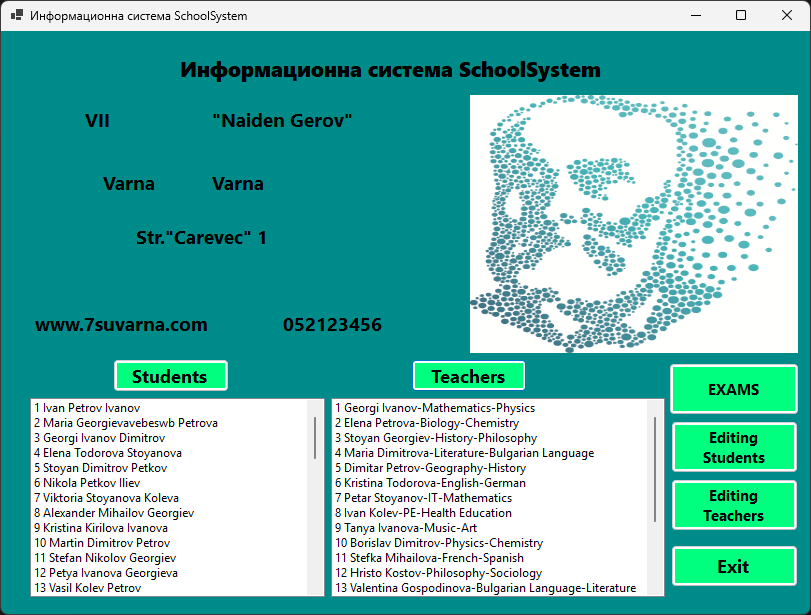 Информационна система SchoolSystem
Информационна система SchoolSystem
VII "Naiden Gerov"
Varna Varna
Str."Carevec" 1
www.7suvarna.com 052123456
Students
1 Ivan Petrov Ivanov
2 Maria Georgievavebeswb Petrova
3 Georgi Ivanov Dimitrov
4 Elena Todorova Stoyanova
5 Stoyan Dimitrov Petkov
6 Nikola Petkov Iliev
7 Viktoria Stoyanova Koleva
8 Alexander Mihailov Georgiev
9 Kristina Kirilova Ivanova
10 Martin Dimitrov Petrov
11 Stefan Nikolov Georgiev
12 Petya Ivanova Georgieva
13 Vasil Kolev Petrov
Teachers
1 Georgi Ivanov-Mathematics-Physics
2 Elena Petrova-Biology-Chemistry
3 Stoyan Georgiev-History-Philosophy
4 Maria Dimitrova-Literature-Bulgarian Language
5 Dimitar Petrov-Geography-History
6 Kristina Todorova-English-German
7 Petar Stoyanov-IT-Mathematics
8 Ivan Kolev-PE-Health Education
9 Tanya Ivanova-Music-Art
10 Borislav Dimitrov-Physics-Chemistry
11 Stefka Mihailova-French-Spanish
12 Hristo Kostov-Philosophy-Sociology
13 Valentina Gospodinova-Bulgarian Language-Literature
EXAMS
Editing
Students
Editing
Teachers
Exit